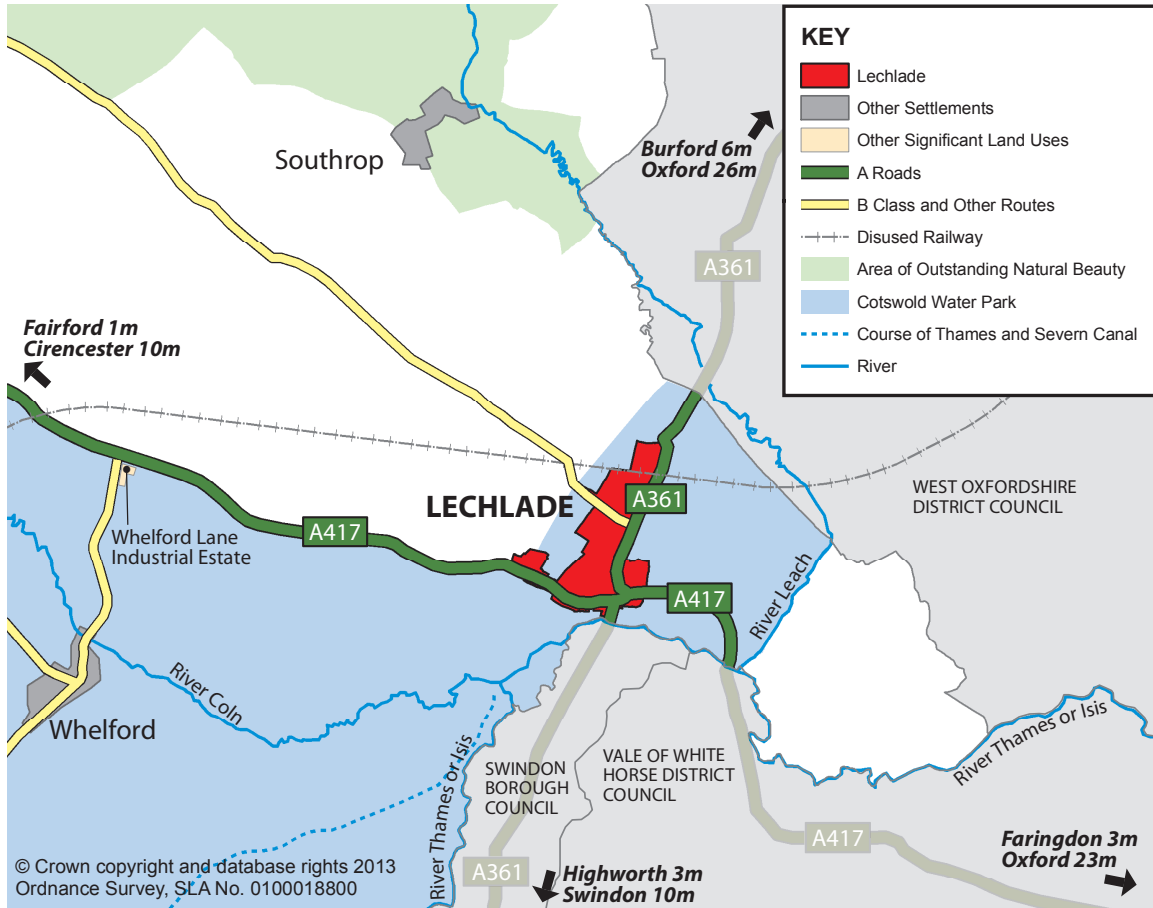 KEY
Lechlade
Other Settlements
Other Significant Land Uses
A Roads
B Class and Other Routes
Disused Railway
Area of Outstanding Natural Beauty
Cotswold Water Park
Course of Thames and Severn Canal
River
Southrop
Burford 6m
Oxford 26m
A361
Fairford 1m
Cirencester 10m
LECHLADE
A361
WEST OXFORDSHIRE
DISTRICT COUNCIL
A417
Whelford Lane
Industrial Estate
River Leach
A417
River Coln
Whelford
River Thames or Isis
River Thames or Isis
SWINDON
BOROUGH
COUNCIL
VALE OF WHITE
HORSE DISTRICT
COUNCIL
A417
Faringdon 3m
Oxford 23m
A361
Highworth 3m
Swindon 10m
© Crown copyright and database rights 2013
Ordnance Survey, SLA No. 0100018800